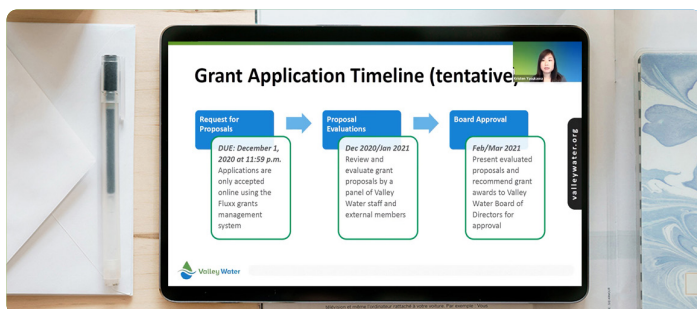 Grant Application Timeline (tentative)
Request for
Proposals
DUE: December 1,
2020 at 11:59 p.m.
Applications are
only accepted
online using the
Fluxx grants
management
system
Proposal
Evaluations
Dec 2020/Jan 2021
Review and
evaluate grant
proposals by a
panel of Valley
Water staff and
external members
Board Approval
Feb/Mar 2021
Present evaluated
proposals and
recommend grant
awards to Valley
Water Board of
Directors for
approval
valleywater.org
Valley Water